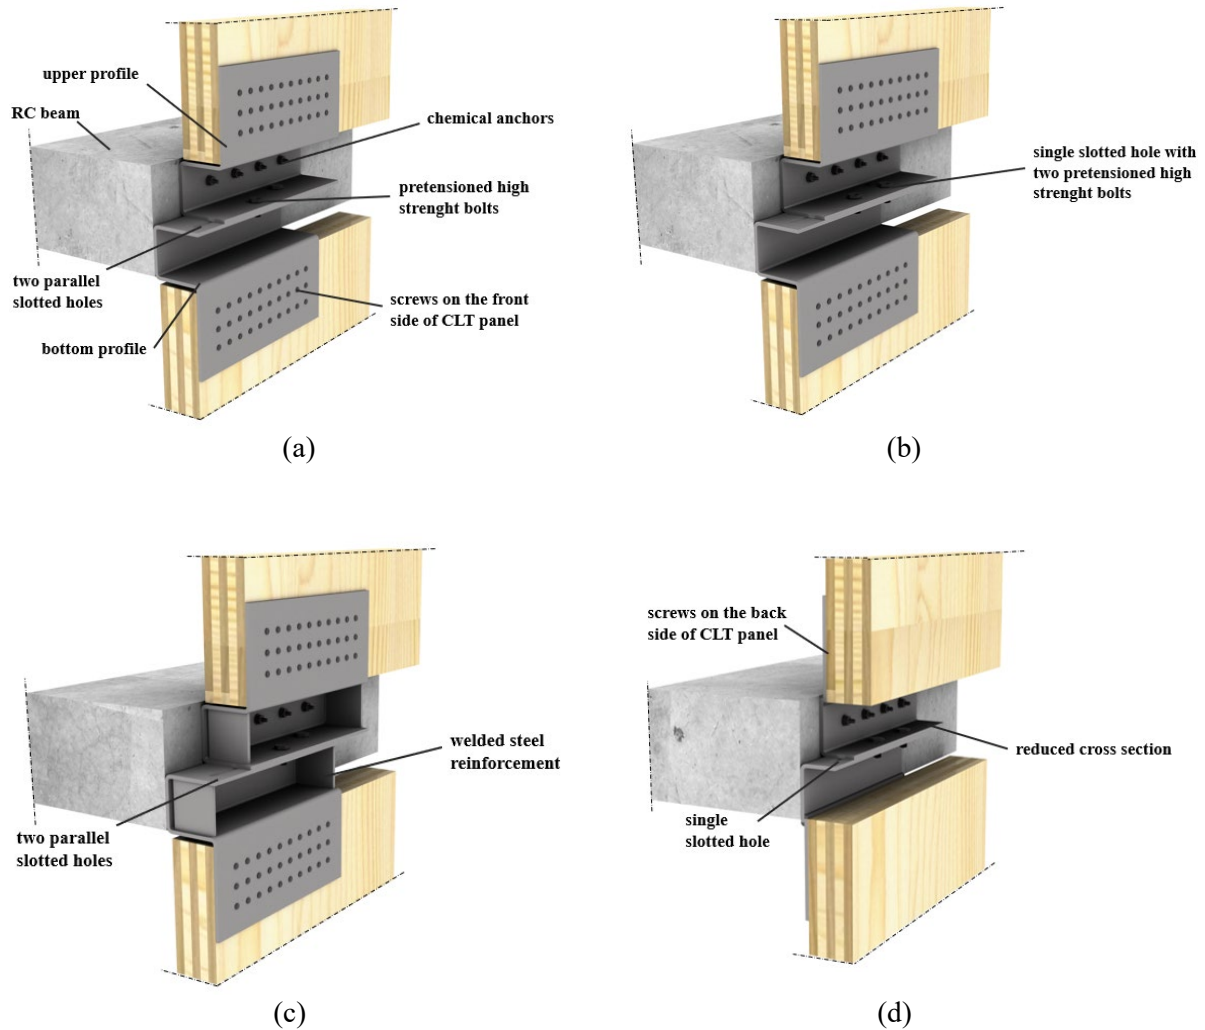 upper profile
RC beam
chemical anchors
pretensioned high
strenght bolts
two parallel
slotted holes
screws on the front
side of CLT panel
bottom profile
(a)
single slotted hole with
two pretensioned high
strenght bolts
(b)
welded steel
reinforcement
two parallel
slotted holes
(c)
screws on the back
side of CLT panel
reduced cross section
single
slotted hole
(d)